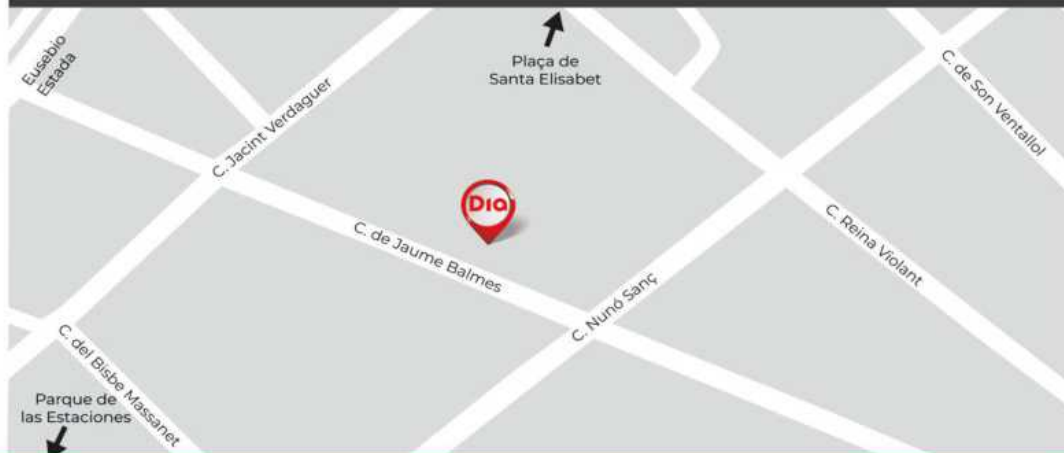 Eusebio
Estada
C. Jacint Verdaguer
Plaça de
Santa Elisabet
C. de Son Ventallol
Dia
C. de Jaume Balmes
C. Reina Violant
C. Nunó Sanç
C. del Bisbe Massanet
Parque de
las Estaciones